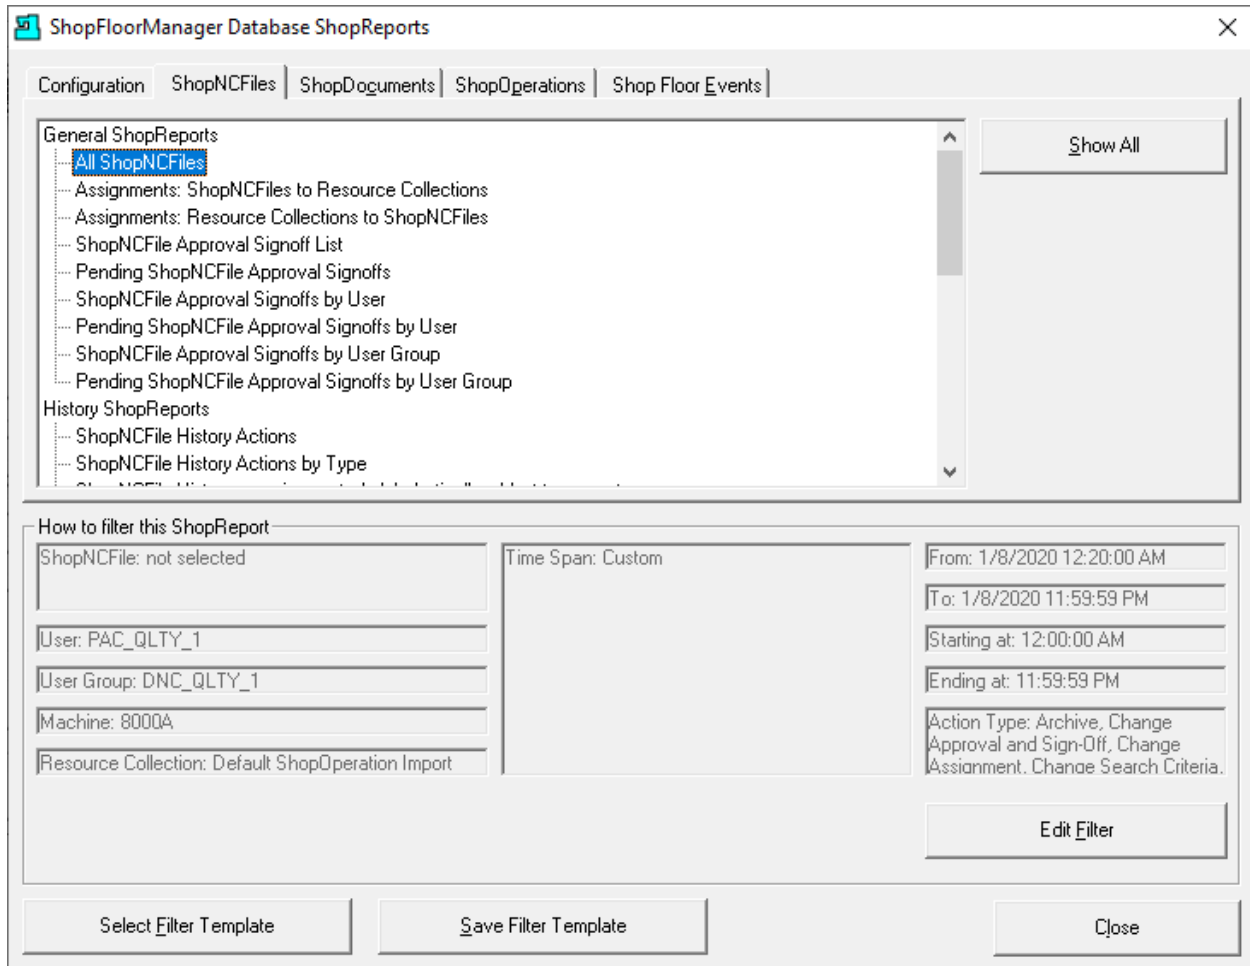 ShopFloorManager Database ShopReports
Configuration ShopNCFiles ShopDocuments ShopOperations Shop Floor Events
General ShopReports
All ShopNCFiles
Assignments: ShopNCFiles to Resource Collections
Assignments: Resource Collections to ShopNCFiles
ShopNCFile Approval Signoff List
Pending ShopNCFile Approval Signoffs
ShopNCFile Approval Signoffs by User
Pending ShopNCFile Approval Signoffs by User
ShopNCFile Approval Signoffs by User Group
Pending ShopNCFile Approval Signoffs by User Group
History ShopReports
ShopNCFile History Actions
ShopNCFile History Actions by Type
Show All
How to filter this ShopReport
ShopNCFile: not selected
User: PAC_QLTY_1
User Group: DNC_QLTY_1
Machine: 8000A
Resource Collection: Default ShopOperation Import
Time Span: Custom
From: 1/8/2020 12:20:00 AM
To: 1/8/2020 11:59:59 PM
Starting at: 12:00:00 AM
Ending at: 11:59:59 PM
Action Type: Archive, Change
Approval and Sign-Off, Change
Assignment, Change Search Criteria,
Edit Filter
Select Filter Template
Save Filter Template
Close